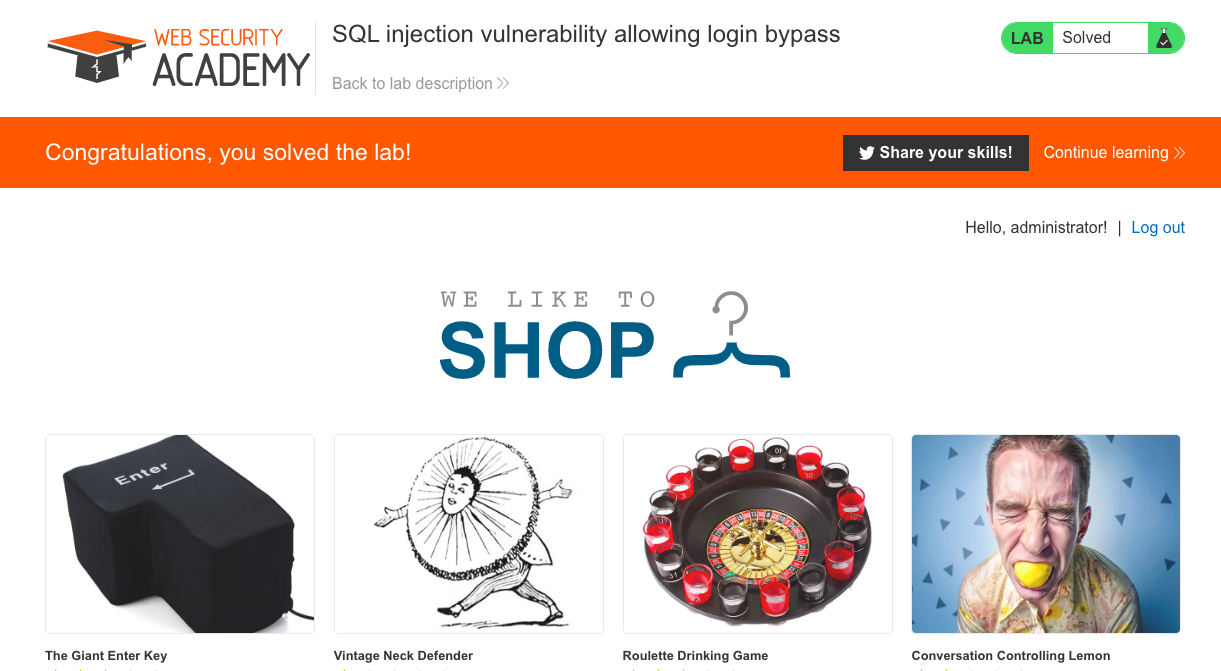 WEB SECURITY
ACADEMY
SQL injection vulnerability allowing login bypass
Back to lab description
LAB Solved
Congratulations, you solved the lab!
Share your skills! Continue learning
Hello, administrator! | Log out
WE LIKE TO
SHOP
Enter
The Giant Enter Key
Vintage Neck Defender
Roulette Drinking Game
Conversation Controlling Lemon